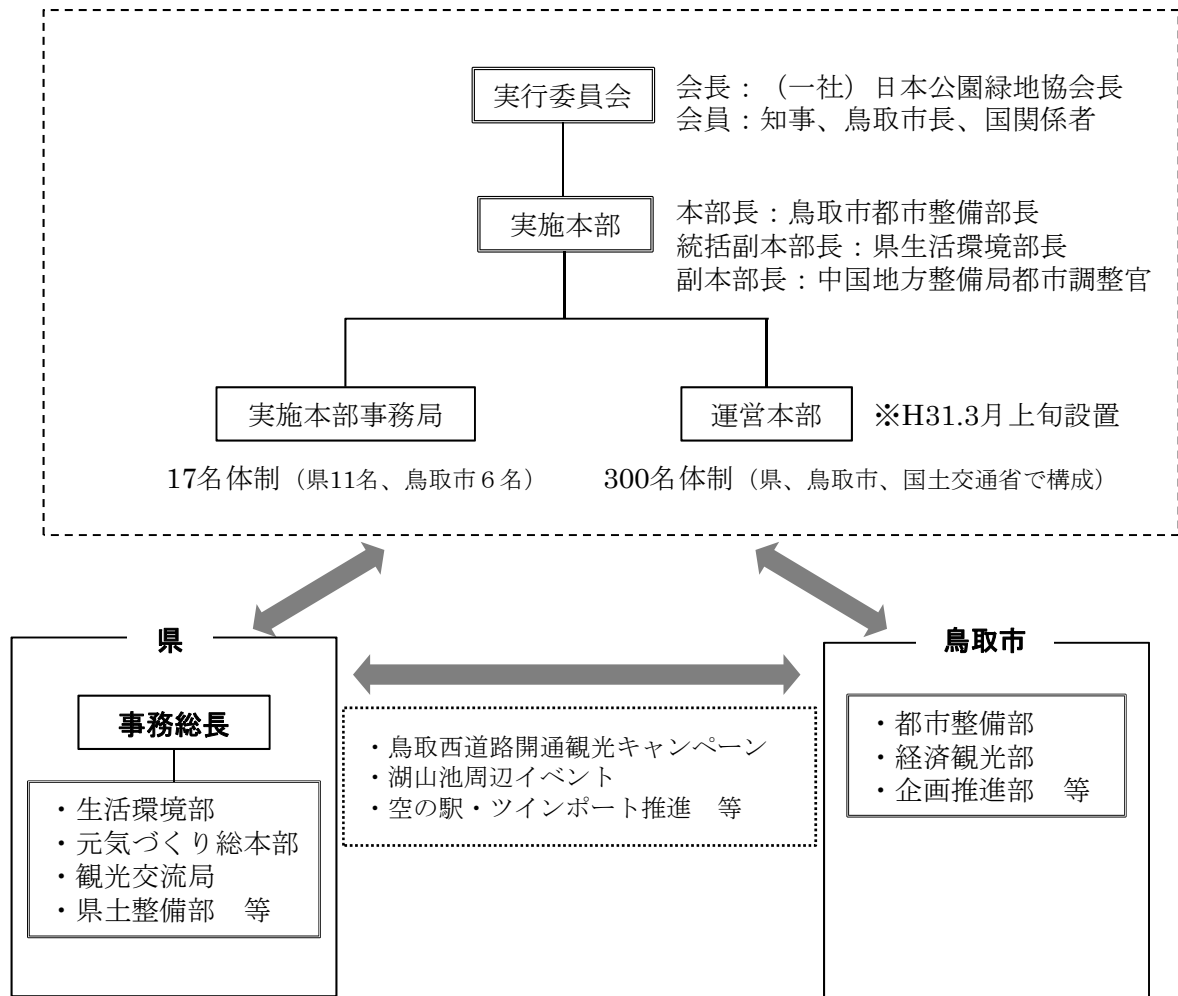 実行委員会
会長：（一社）日本公園緑地協会長
会員：知事、鳥取市長、国関係者
実施本部
本部長：鳥取市都市整備部長
統括副本部長：県生活環境部長
副本部長：中国地方整備局都市調整官
実施本部事務局
運営本部
※H31.3月上旬設置
17名体制（県11名、鳥取市６名）
300名体制（県、鳥取市、国土交通省で構成）
県
事務総長
・生活環境部
・元気づくり総本部
・観光交流局
・県土整備部　等
・鳥取西道路開通観光キャンペーン
・湖山池周辺イベント
・空の駅・ツインポート推進　等
鳥取市
・都市整備部
・経済観光部
・企画推進部　等